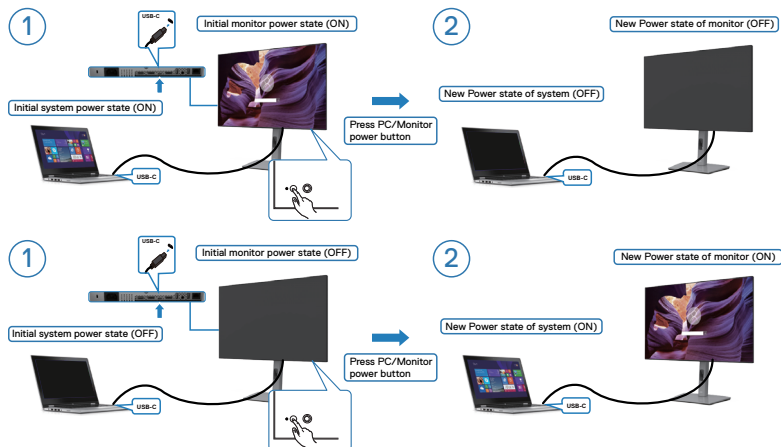 1
USB-C
Initial monitor power state (ON)
Initial system power state (ON)
USB-C
Press PC/Monitor
power button
2
New Power state of monitor (OFF)
New Power state of system (OFF)
USB-C
1
USB-C
Initial monitor power state (OFF)
Initial system power state (OFF)
USB-C
Press PC/Monitor
power button
2
New Power state of monitor (ON)
New Power state of system (ON)
USB-C